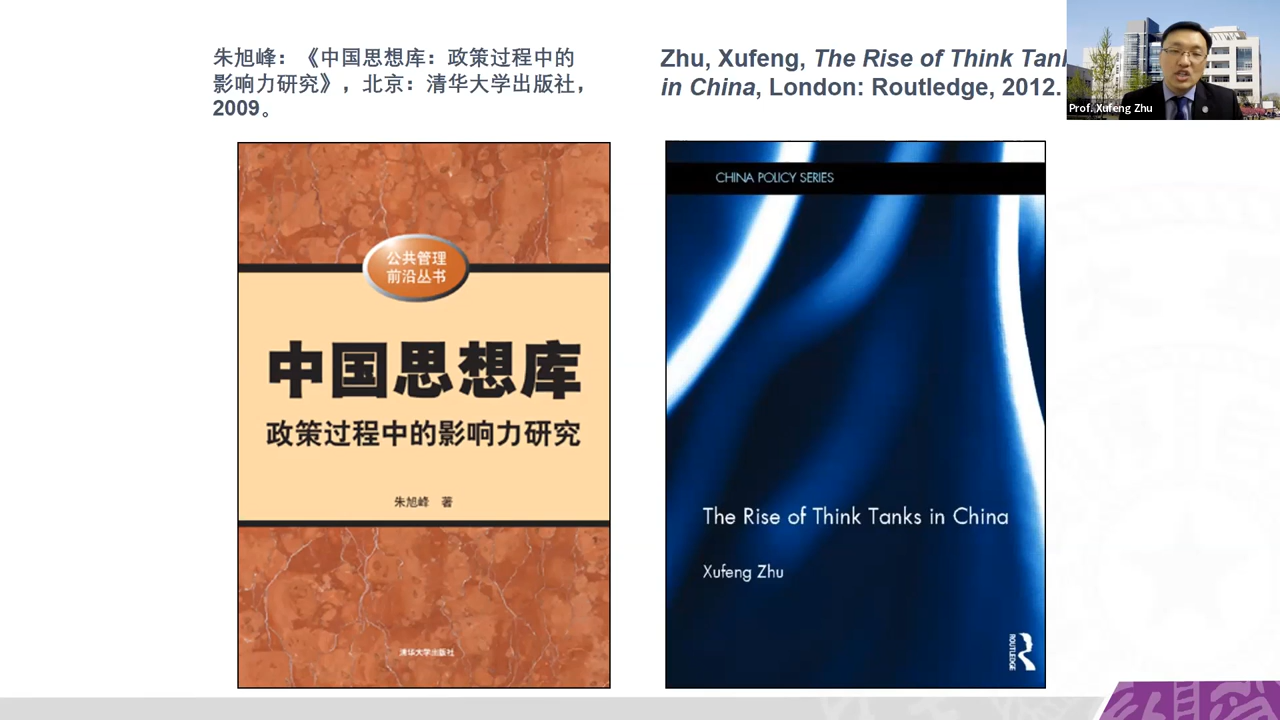 朱旭峰：《中国思想库：政策过程中的
影响力研究》，北京：清华大学出版社，
2009。
Zhu, Xufeng, The Rise of Think
in China, London: Routledge, 2012.
Prof. Xufeng Zhu
公共管理
前沿丛书
中国思想库
政策过程中的影响力研究
朱旭峰 著
清华大学出版社
CHINA POLICY SERIES
The Rise of Think Tanks in China
Xufeng Zhu
ROUTLEDGE